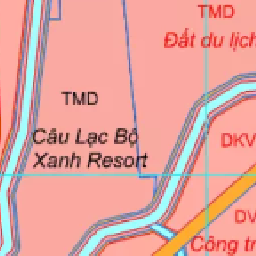 TMD
Đất du lịch
TMD
Câu Lạc Bộ
Xanh Resort
DKV
DV
Công tr